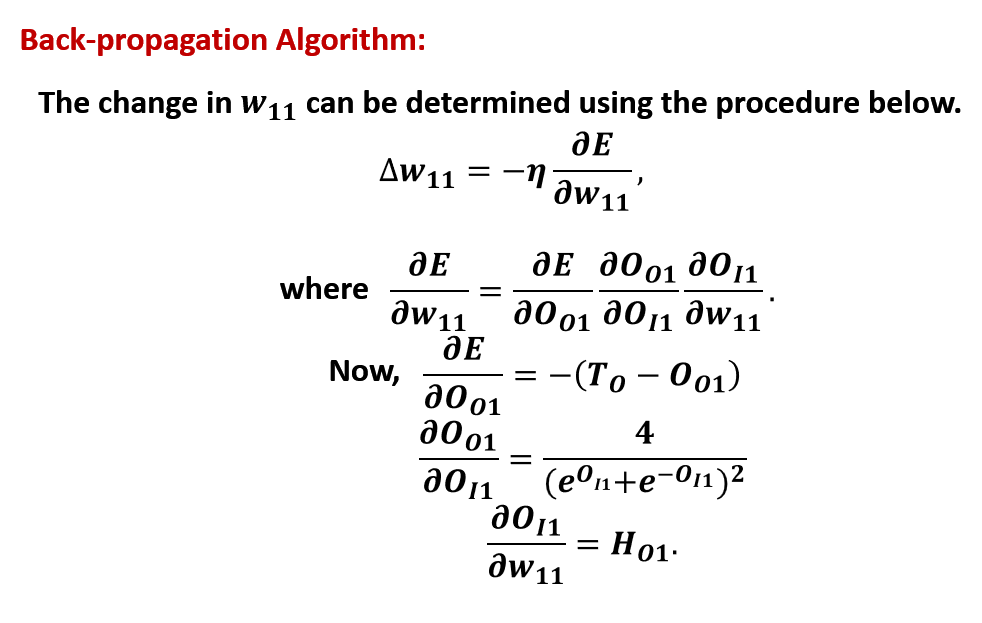 Back-propagation Algorithm:
The change in w₁₁ can be determined using the procedure below.
Δw₁₁ = −η ∂E/∂w₁₁,
where ∂E/∂w₁₁ = ∂E/∂O_O1 ∂O_O1/∂O_I1 ∂O_I1/∂w₁₁.
Now, ∂E/∂O_O1 = −(T_O − O_O1)
∂O_O1/∂O_I1 = 4/(e^{O_I1}+e^{−O_I1})²
∂O_I1/∂w₁₁ = H_O1.